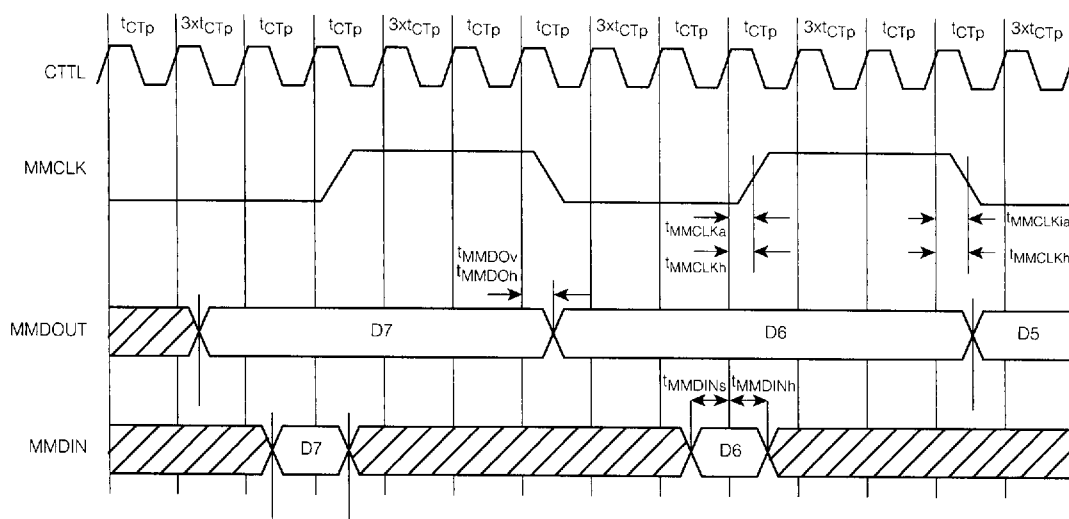 tCTp 3xtCTp tCTp tCTp 3xtCTp tCTp tCTp 3xtCTp tCTp tCTp 3xtCTp tCTp tCTp 3xtCTp
CTTL
MMCLK
tMMCLKa tMMCLKia
tMMCLKh tMMCLKh
tMMDOv
tMMDOh
MMDOUT D7 D6 D5
tMMDINs tMMDINh
MMDIN D7 D6